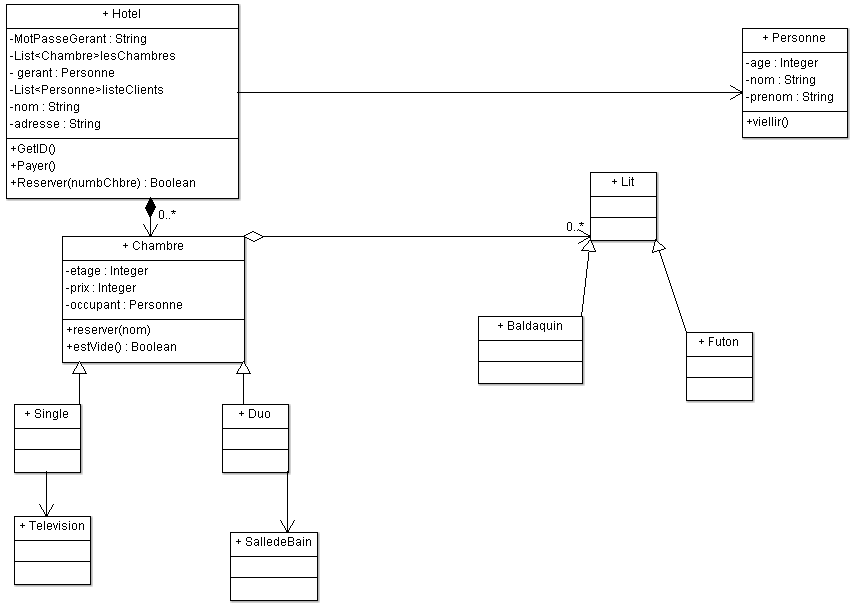 + Hotel
-MotPasseGerant : String
-List<Chambre>lesChambres
- gerant : Personne
-List<Personne>listeClients
-nom : String
-adresse : String
+GetID()
+Payer()
+Reserver(numbChbre) : Boolean
+ Personne
-age : Integer
-nom : String
-prenom : String
+viellir()
0..*
+ Lit
0..*
+ Chambre
-etage : Integer
-prix : Integer
-occupant : Personne
+reserver(nom)
+estVide() : Boolean
+ Baldaquin
+ Futon
+ Single
+ Duo
+ Television
+ SalledeBain